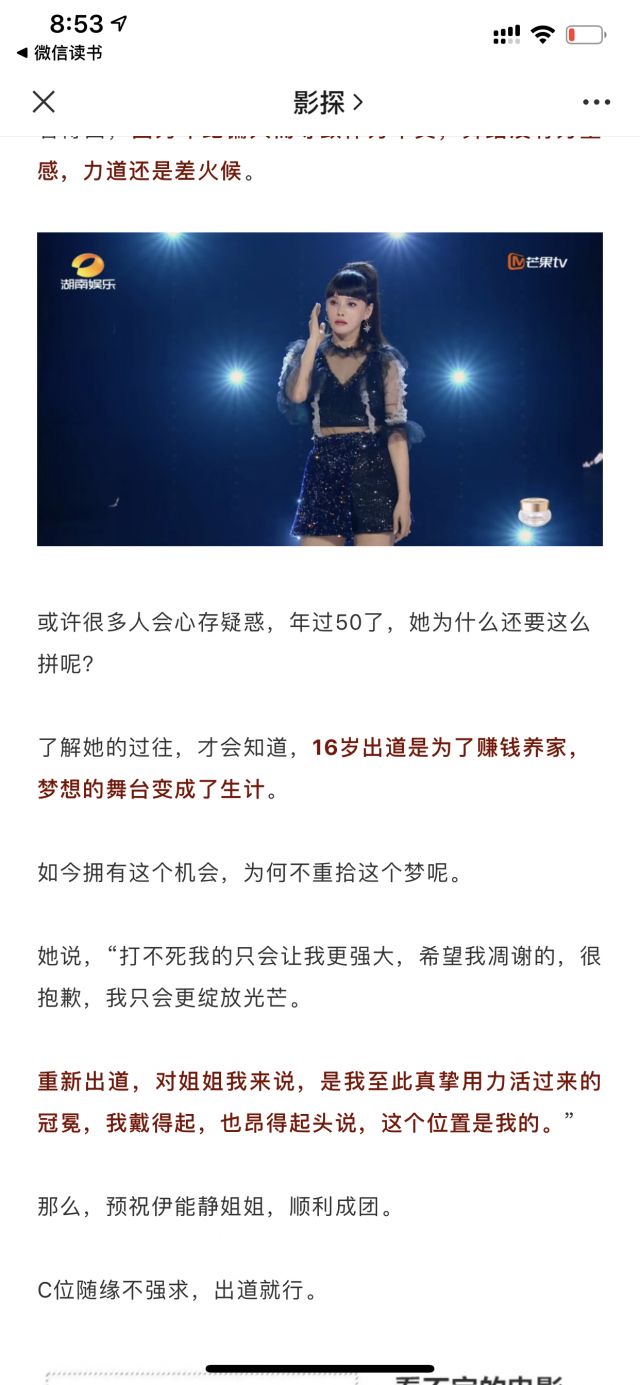 8:53
微信读书
影探
感，力道还是差火候。
湖南娱乐
芒果tv
或许很多人会心存疑惑，年过50了，她为什么还要这么
拼呢?
了解她的过往，才会知道，16岁出道是为了赚钱养家，
梦想的舞台变成了生计。
如今拥有这个机会，为何不重拾这个梦呢。
她说，“打不死我的只会让我更强大，希望我凋谢的，很
抱歉，我只会更绽放光芒。
重新出道，对姐姐我来说，是我至此真挚用力活过来的
冠冕，我戴得起，也昂得起头说，这个位置是我的。”
那么，预祝伊能静姐姐，顺利成团。
C位随缘不强求，出道就行。